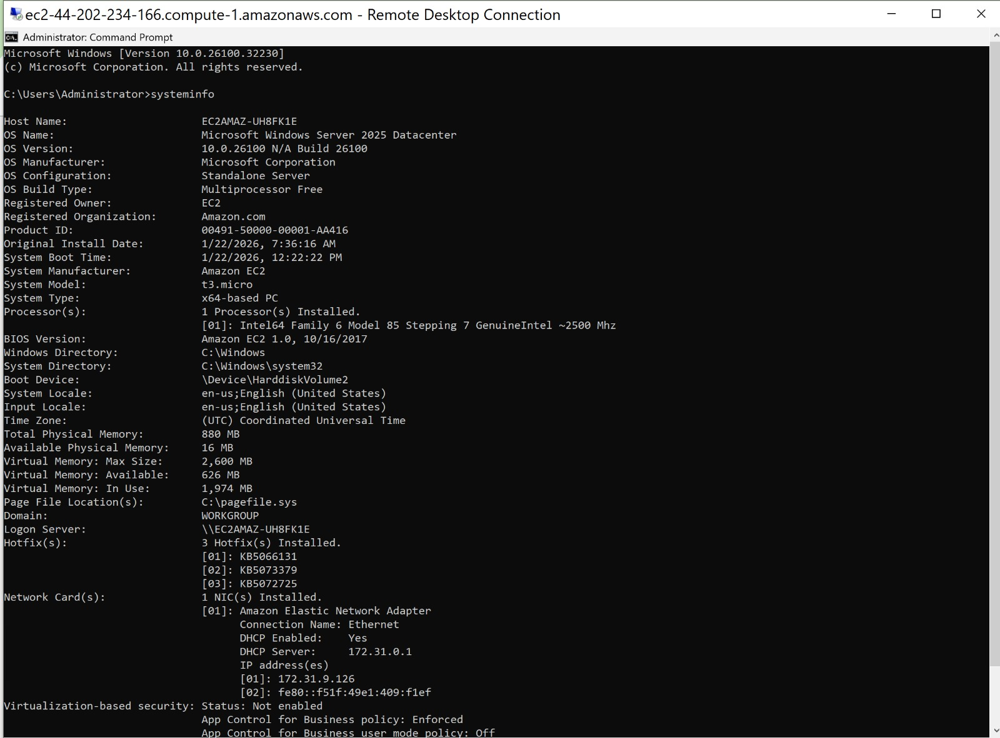 ec2-44-202-234-166.compute-1.amazonaws.com - Remote Desktop Connection
Administrator: Command Prompt
Microsoft Windows [Version 10.0.26100.32230]
(c) Microsoft Corporation. All rights reserved.
C:\Users\Administrator>systeminfo
Host Name: EC2AMAZ-UH8FK1E
OS Name: Microsoft Windows Server 2025 Datacenter
OS Version: 10.0.26100 N/A Build 26100
OS Manufacturer: Microsoft Corporation
OS Configuration: Standalone Server
OS Build Type: Multiprocessor Free
Registered Owner: EC2
Registered Organization: Amazon.com
Product ID: 00491-50000-00001-AA416
Original Install Date: 1/22/2026, 7:36:16 AM
System Boot Time: 1/22/2026, 12:22:22 PM
System Manufacturer: Amazon EC2
System Model: t3.micro
System Type: x64-based PC
Processor(s): 1 Processor(s) Installed.
[01]: Intel64 Family 6 Model 85 Stepping 7 GenuineIntel ~2500 Mhz
BIOS Version: Amazon EC2 1.0, 10/16/2017
Windows Directory: C:\Windows
System Directory: C:\Windows\system32
Boot Device: \Device\HarddiskVolume2
System Locale: en-us;English (United States)
Input Locale: en-us;English (United States)
Time Zone: (UTC) Coordinated Universal Time
Total Physical Memory: 880 MB
Available Physical Memory: 16 MB
Virtual Memory: Max Size: 2,600 MB
Virtual Memory: Available: 626 MB
Virtual Memory: In Use: 1,974 MB
Page File Location(s): C:\pagefile.sys
Domain: WORKGROUP
Logon Server: \\EC2AMAZ-UH8FK1E
Hotfix(s): 3 Hotfix(s) Installed.
[01]: KB5066131
[02]: KB5073379
[03]: KB5072725
Network Card(s): 1 NIC(s) Installed.
[01]: Amazon Elastic Network Adapter
Connection Name: Ethernet
DHCP Enabled: Yes
DHCP Server: 172.31.0.1
IP address(es)
[01]: 172.31.9.126
[02]: fe80::f51f:49e1:409:f1ef
Virtualization-based security: Status: Not enabled
App Control for Business policy: Enforced
App Control for Business user mode policy: Off